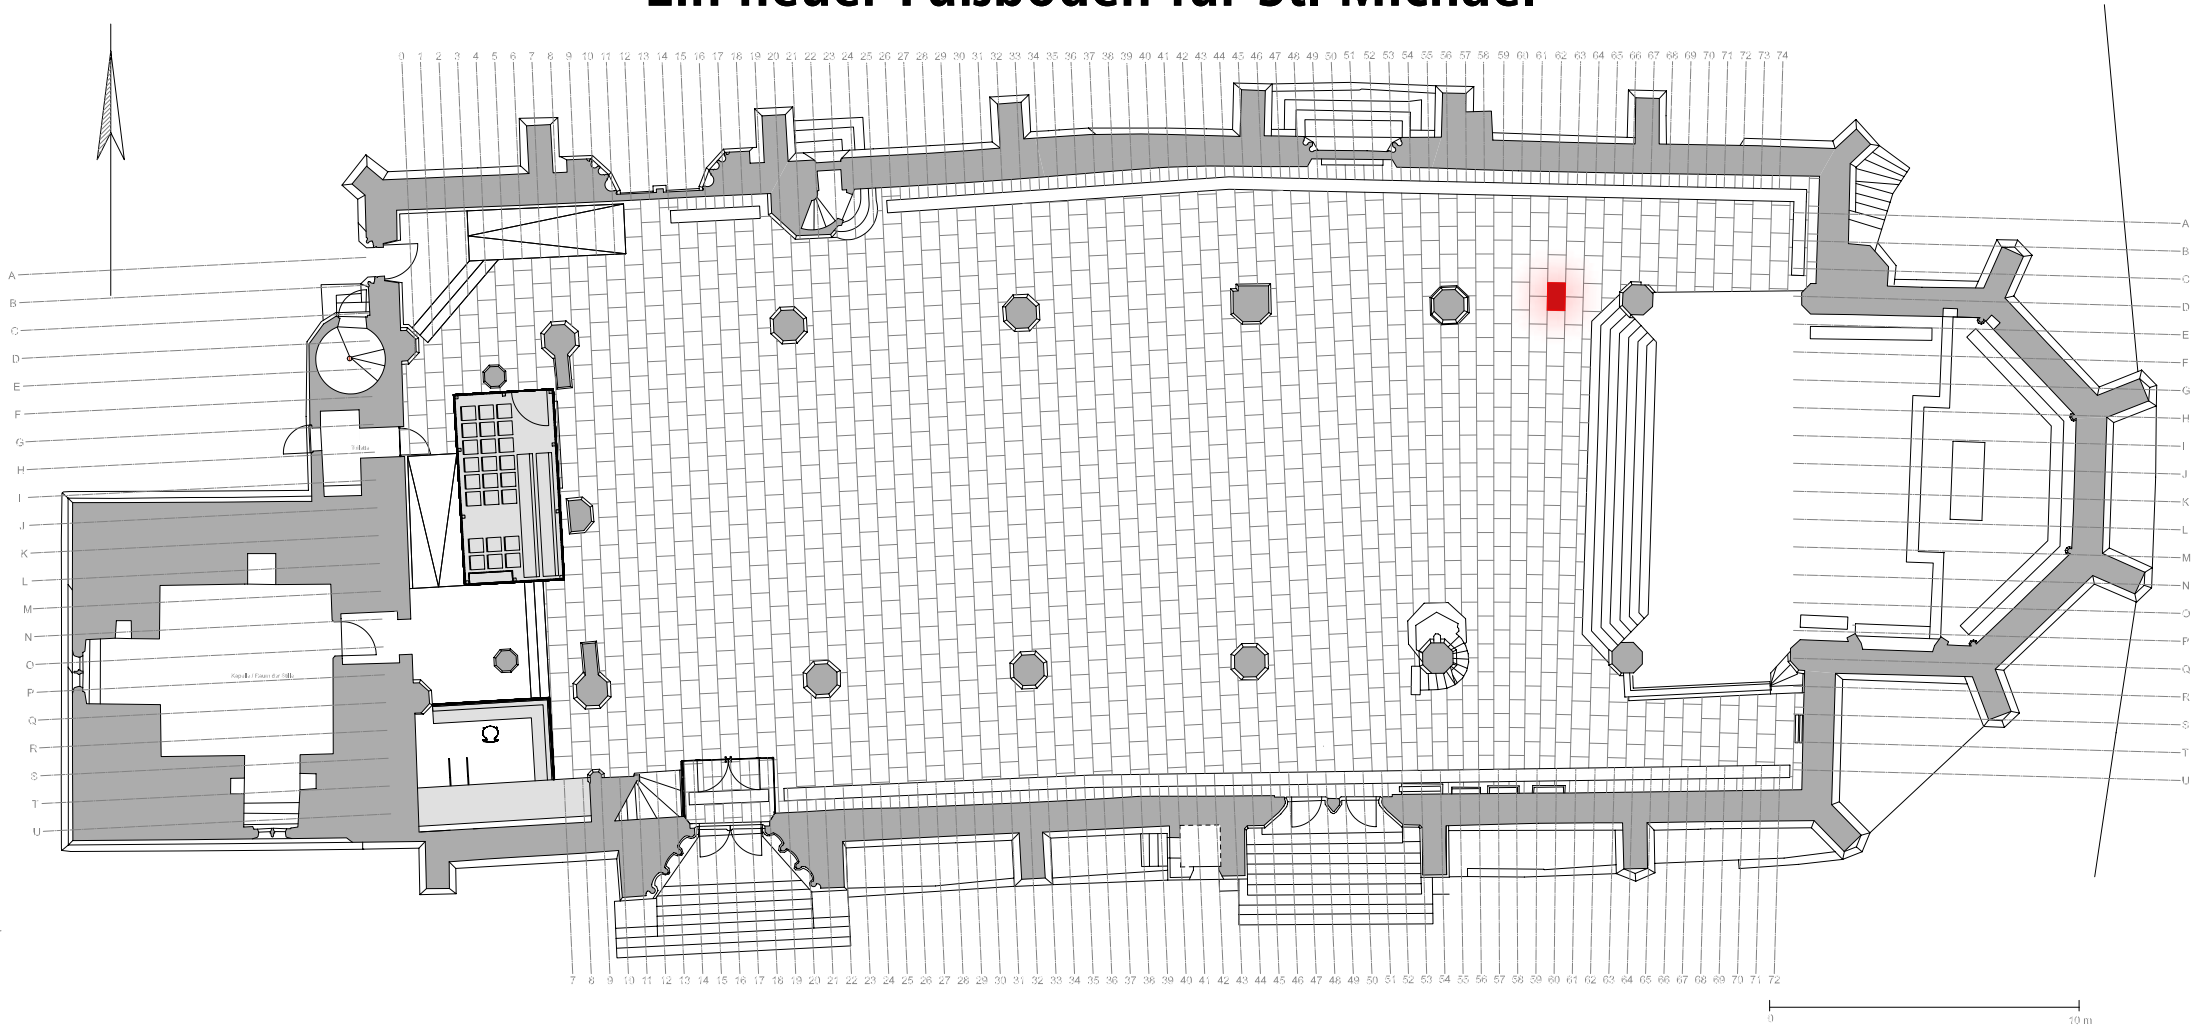 Ein neuer Fußboden für St. Michael
0 1 2 3 4 5 6 7 8 9 10 11 12 13 14 15 16 17 18 19 20 21 22 23 24 25 26 27 28 29 30 31 32 33 34 35 36 37 38 39 40 41 42 43 44 45 46 47 48 49 50 51 52 53 54 55 56 57 58 59 60 61 62 63 64 65 66 67 68 69 70 71 72 73 74
A A
B B
C C
D D
E E
F F
G G
H H
I I
J J
K K
L L
M M
N N
O O
P P
Q Q
R R
S S
T T
U U
Kapelle / Raum der Stille
7 8 9 10 11 12 13 14 15 16 17 18 19 20 21 22 23 24 25 26 27 28 29 30 31 32 33 34 35 36 37 38 39 40 41 42 43 44 45 46 47 48 49 50 51 52 53 54 55 56 57 58 59 60 61 62 63 64 65 66 67 68 69 70 71 72
0 10 m